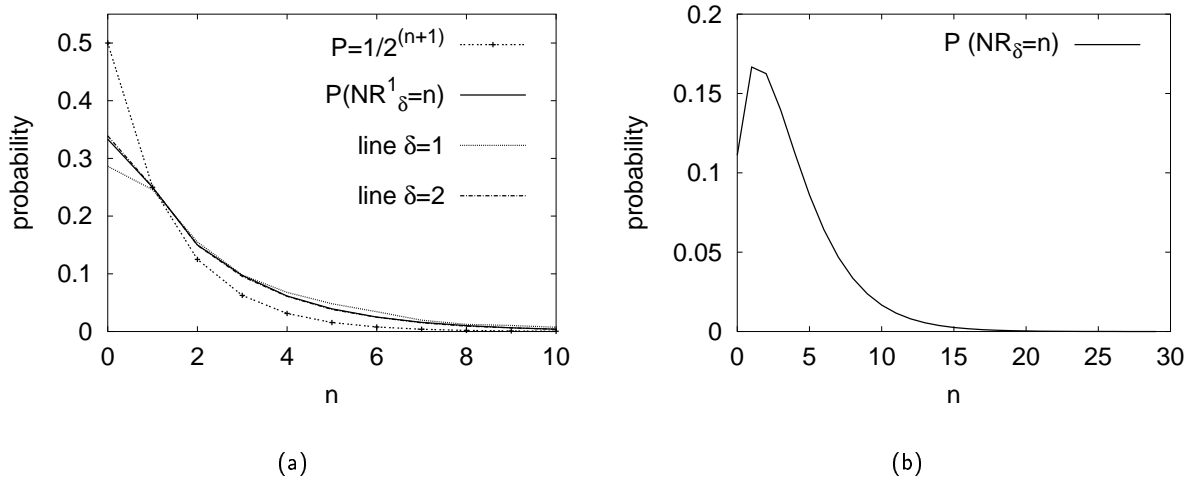 0.5
0.4
0.3
0.2
0.1
0
probability
0 2 4 6 8 10
n
P=1/2^(n+1)
P(NR^1_δ=n)
line δ=1
line δ=2
(a)
0.2
0.15
0.1
0.05
0
probability
0 5 10 15 20 25 30
n
P (NR_δ=n)
(b)